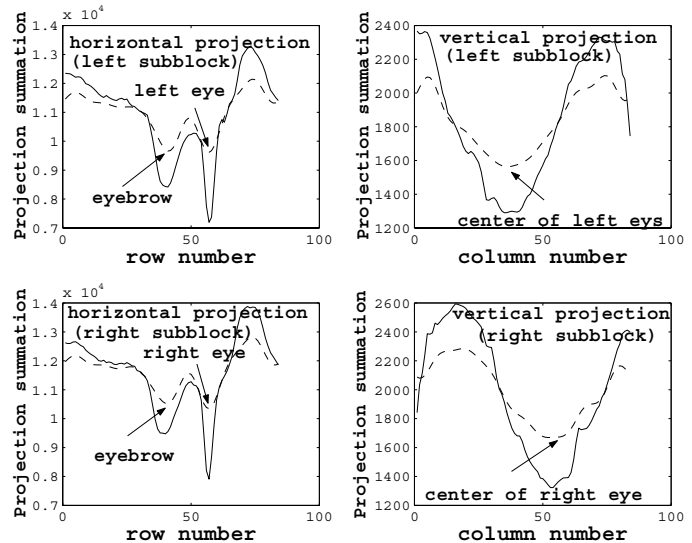 x 10⁴
1.4
1.3
1.2
1.1
1
0.9
0.8
0.7
0 50 100
Projection summation
row number
horizontal projection
(left subblock)
left eye
eyebrow
2400
2200
2000
1800
1600
1400
1200
0 50 100
Projection summation
column number
vertical projection
(left subblock)
center of left eys
x 10⁴
1.4
1.3
1.2
1.1
1
0.9
0.8
0.7
0 50 100
Projection summation
row number
horizontal projection
(right subblock)
right eye
eyebrow
2600
2400
2200
2000
1800
1600
1400
1200
0 50 100
Projection summation
column number
vertical projection
(right subblock)
center of right eye